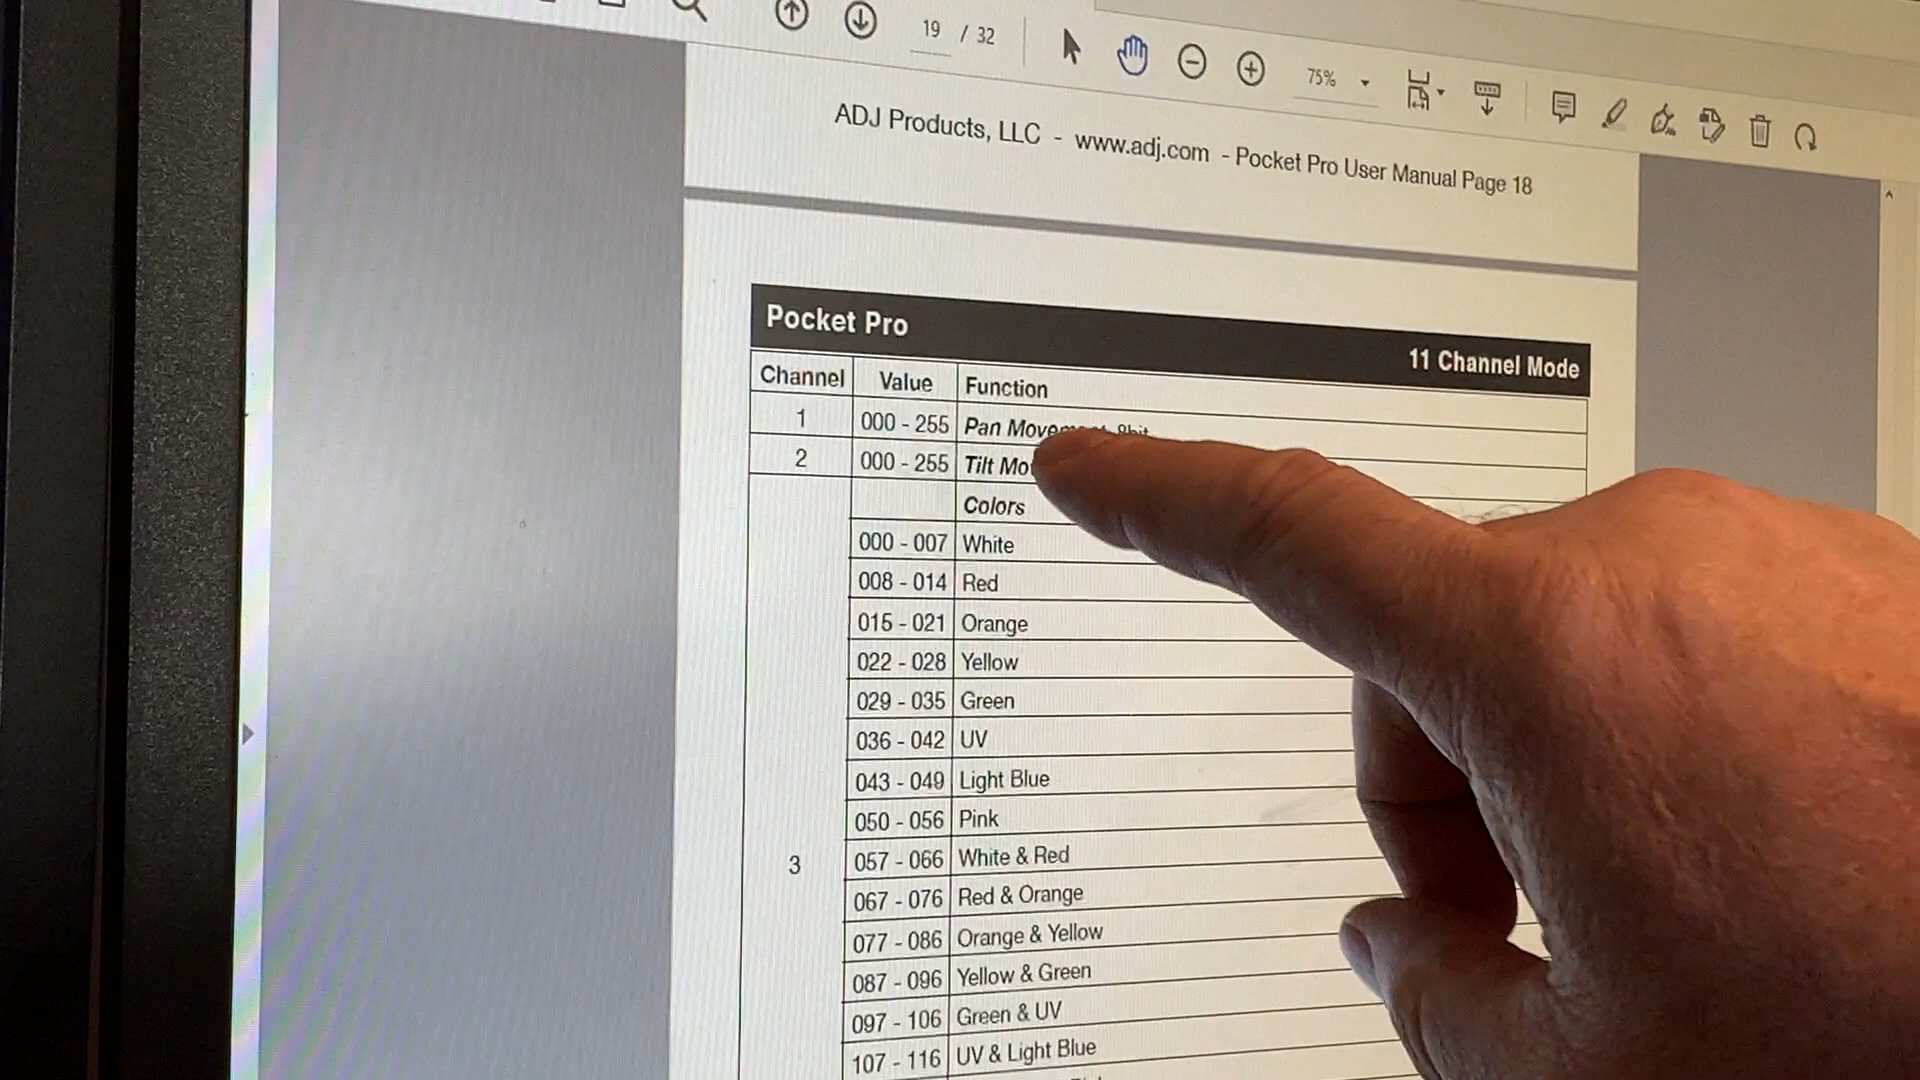 19 / 32
75%
ADJ Products, LLC - www.adj.com - Pocket Pro User Manual Page 18
Pocket Pro
11 Channel Mode
Channel Value Function
1 000 - 255 Pan 8bit
2 000 - 255 Tilt
Colors
000 - 007 White
008 - 014 Red
015 - 021 Orange
022 - 028 Yellow
029 - 035 Green
036 - 042 UV
043 - 049 Light Blue
050 - 056 Pink
3 057 - 066 White & Red
067 - 076 Red & Orange
077 - 086 Orange & Yellow
087 - 096 Yellow & Green
097 - 106 Green & UV
107 - 116 UV & Light Blue